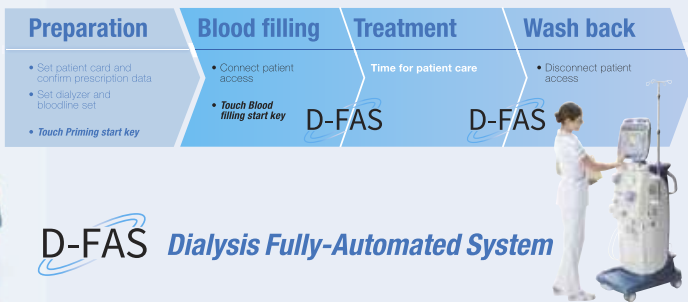 Preparation
• Set patient card and
confirm prescription data
• Set dialyzer and
bloodline set
• Touch Priming start key
Blood filling
• Connect patient
access
• Touch Blood
filling start key
D-FAS
Treatment
Time for patient care
D-FAS
Wash back
• Disconnect patient
access
D-FAS Dialysis Fully-Automated System